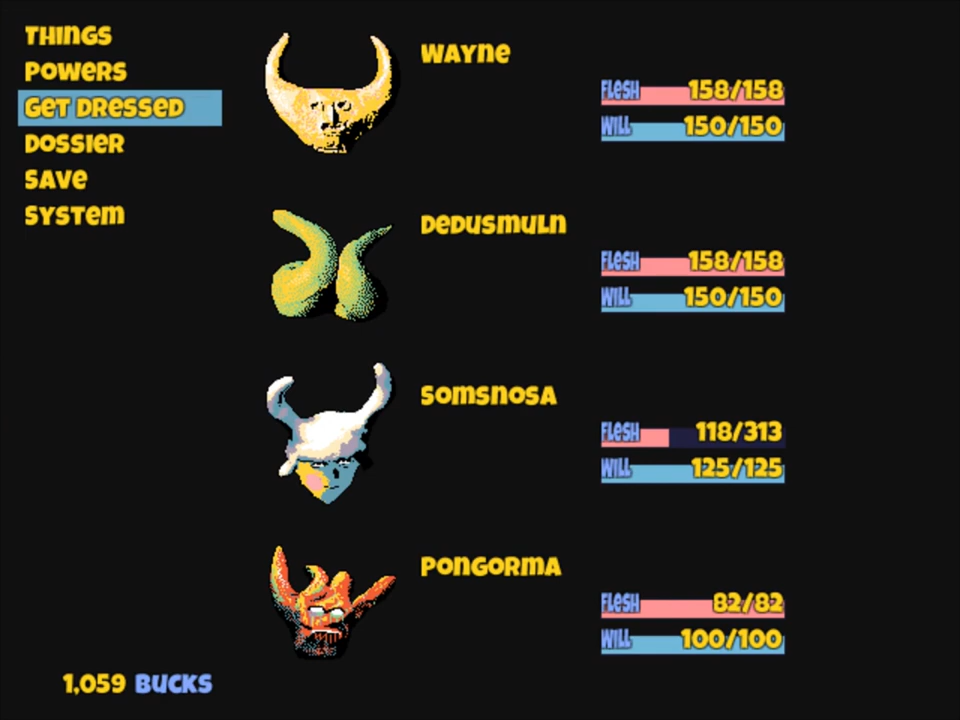 THINGS
POWERS
GET DRESSED
DOSSIER
SAVE
SYSTEM
WAYNE
FLESH 158/158
WILL 150/150
DEDUSMULN
FLESH 158/158
WILL 150/150
SOMSNOSA
FLESH 118/313
WILL 125/125
PONGORMA
FLESH 82/82
WILL 100/100
1,059 BUCKS